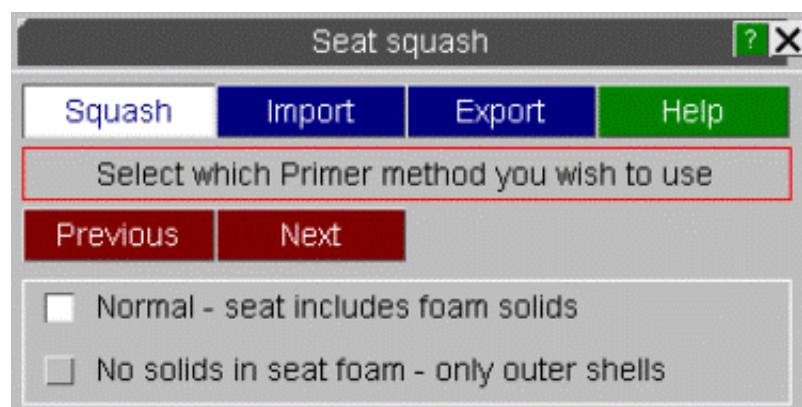 Seat squash ? X
Squash Import Export Help
Select which Primer method you wish to use
Previous Next
Normal - seat includes foam solids
No solids in seat foam - only outer shells